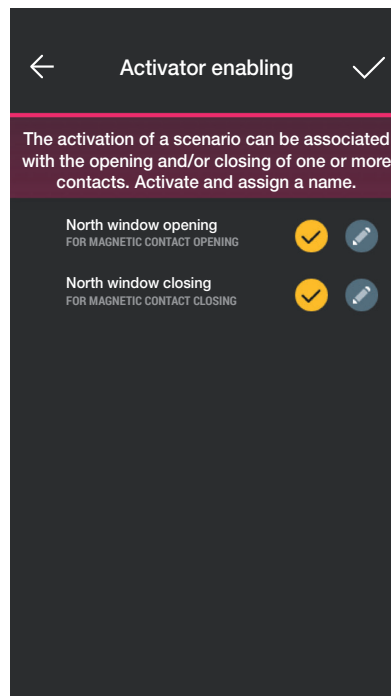 Activator enabling
The activation of a scenario can be associated
with the opening and/or closing of one or more
contacts. Activate and assign a name.
North window opening
FOR MAGNETIC CONTACT OPENING
North window closing
FOR MAGNETIC CONTACT CLOSING